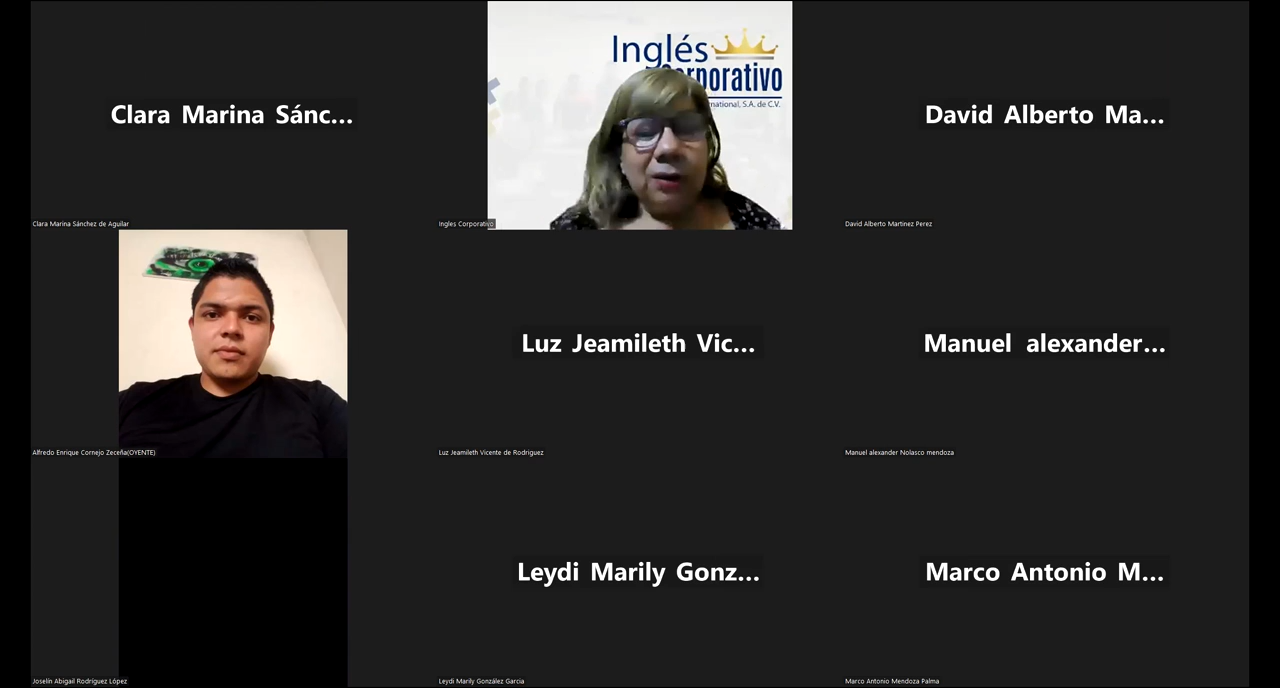 Clara Marina Sánc...
Clara Marina Sánchez de Aguilar
Inglés
Corporativo
national, S.A. de C.V.
Ingles Corporativo
David Alberto Ma...
David Alberto Martinez Perez
Alfredo Enrique Cornejo Zeceña(OYENTE)
Luz Jeamileth Vic...
Luz Jeamileth Vicente de Rodriguez
Manuel alexander...
Manuel alexander Nolasco mendoza
Joselín Abigail Rodríguez López
Leydi Marily Gonz...
Leydi Marily González Garcia
Marco Antonio M...
Marco Antonio Mendoza Palma